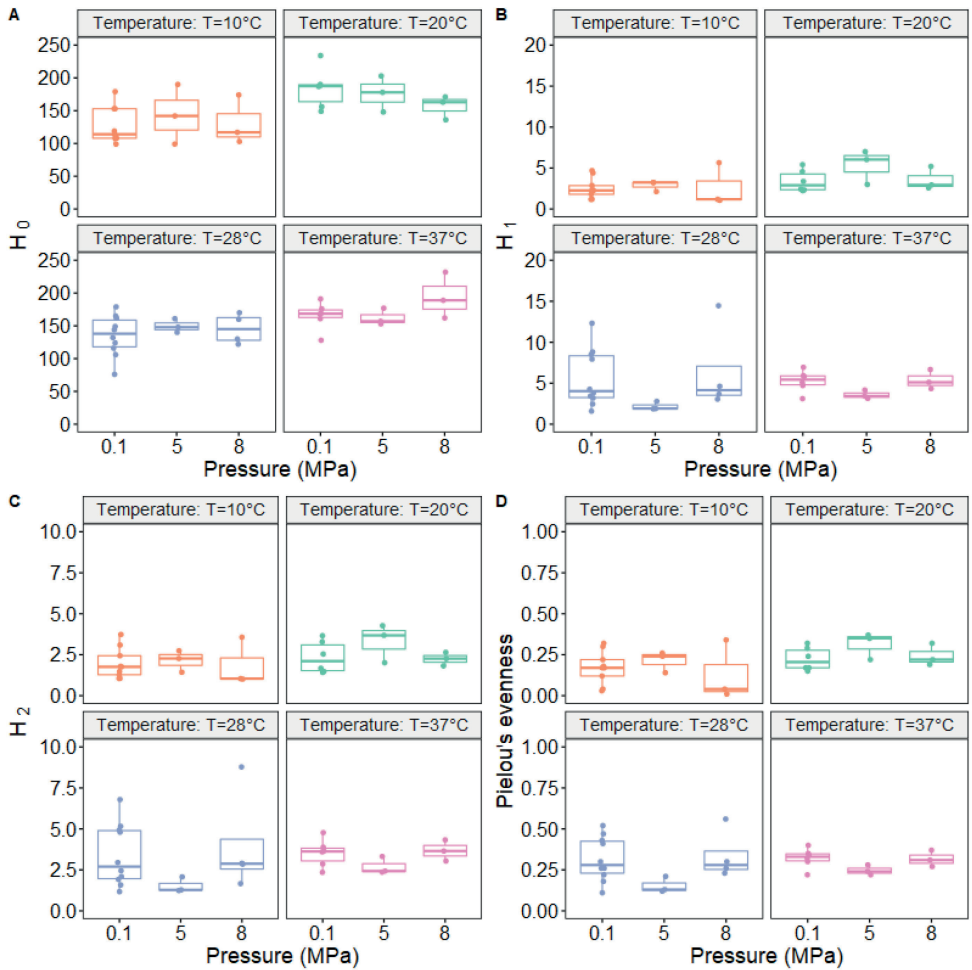 A
Temperature: T=10°C
Temperature: T=20°C
250
200
150
100
50
0
H0
Temperature: T=28°C
Temperature: T=37°C
250
200
150
100
50
0
0.1 5 8
0.1 5 8
Pressure (MPa)
B
Temperature: T=10°C
Temperature: T=20°C
20
15
10
5
0
H1
Temperature: T=28°C
Temperature: T=37°C
20
15
10
5
0
0.1 5 8
0.1 5 8
Pressure (MPa)
C
Temperature: T=10°C
Temperature: T=20°C
10.0
7.5
5.0
2.5
0.0
H2
Temperature: T=28°C
Temperature: T=37°C
10.0
7.5
5.0
2.5
0.0
0.1 5 8
0.1 5 8
Pressure (MPa)
D
Temperature: T=10°C
Temperature: T=20°C
1.00
0.75
0.50
0.25
0.00
Pielou's evenness
Temperature: T=28°C
Temperature: T=37°C
1.00
0.75
0.50
0.25
0.00
0.1 5 8
0.1 5 8
Pressure (MPa)